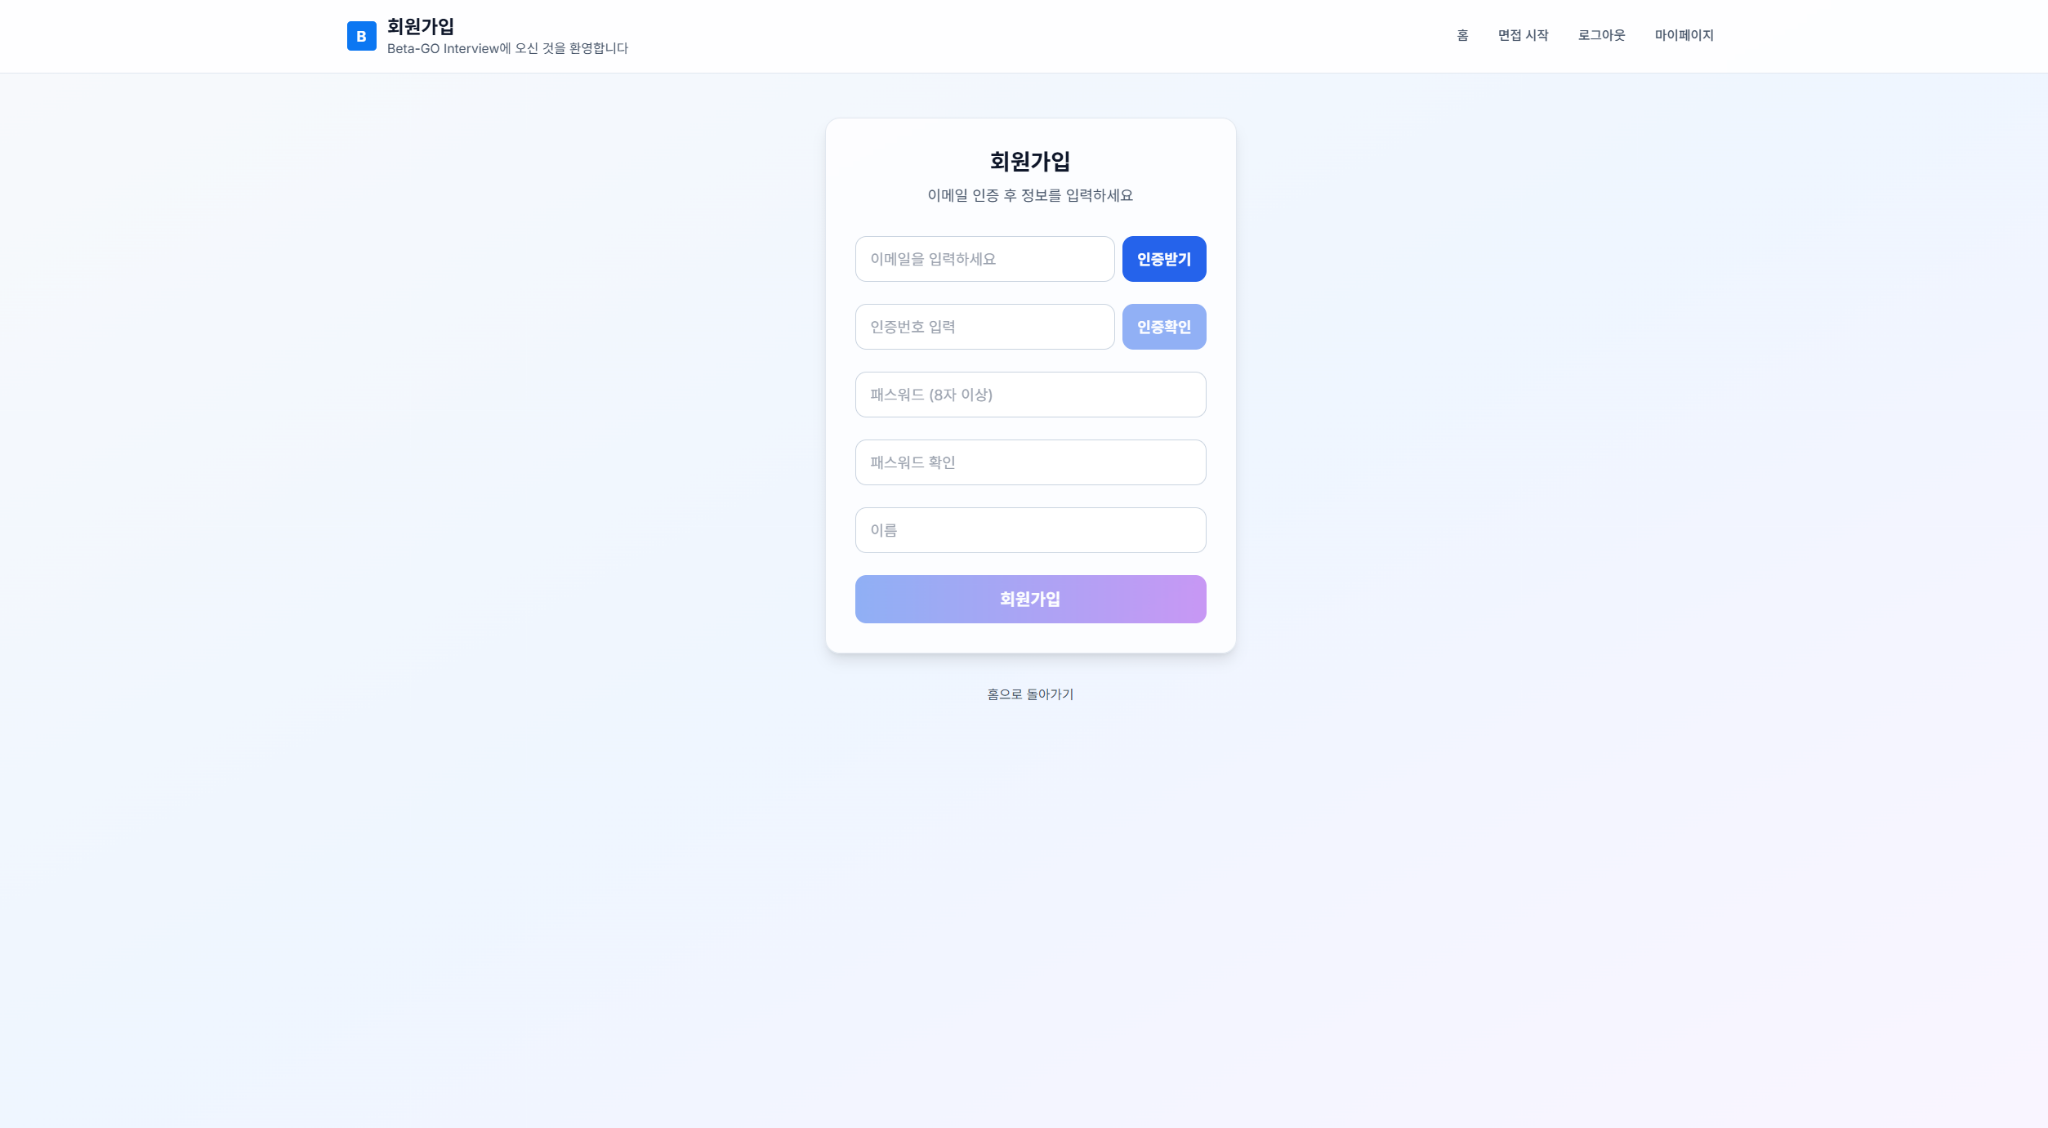 B
회원가입
Beta-GO Interview에 오신 것을 환영합니다
홈
면접 시작
로그아웃
마이페이지
회원가입
이메일 인증 후 정보를 입력하세요
이메일을 입력하세요
인증받기
인증번호 입력
인증확인
패스워드 (8자 이상)
패스워드 확인
이름
회원가입
홈으로 돌아가기